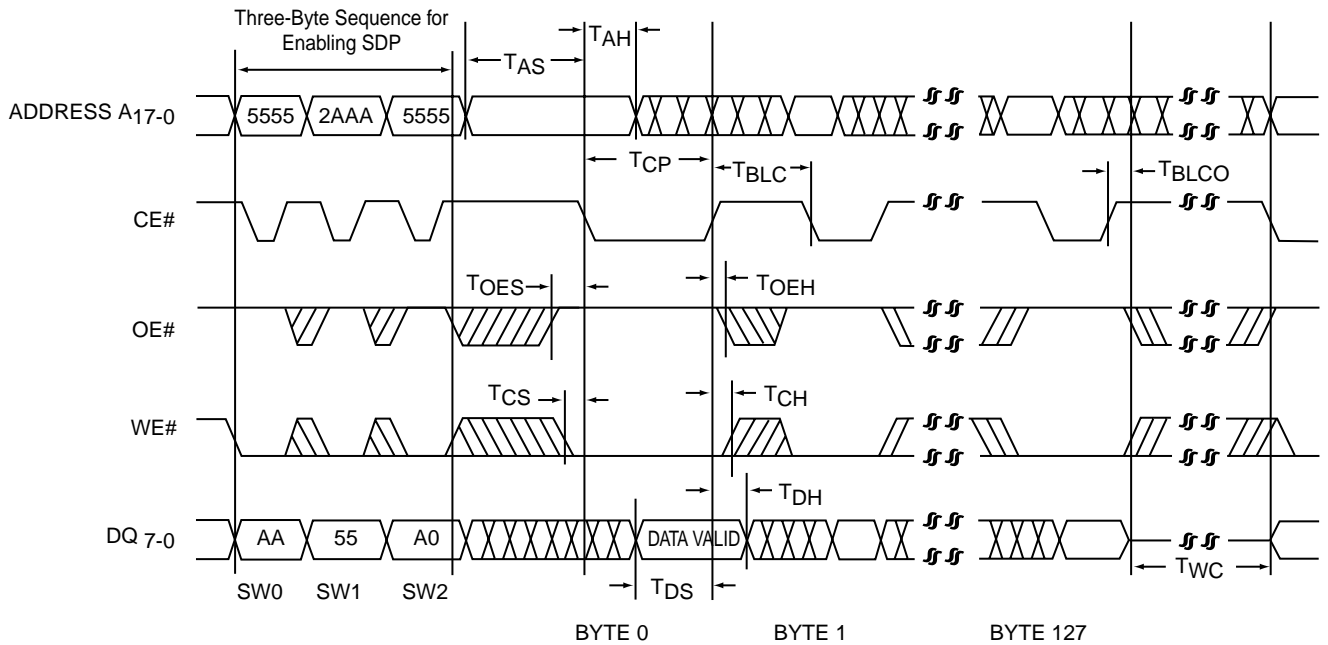 Three-Byte Sequence for
Enabling SDP
TAH
TAS
ADDRESS A17-0
5555 2AAA 5555
TCP
TBLC
TBLCO
CE#
TOES
TOEH
OE#
TCS
TCH
WE#
TDH
DQ 7-0
AA 55 A0
DATA VALID
TWC
SW0 SW1 SW2
TDS
BYTE 0 BYTE 1 BYTE 127